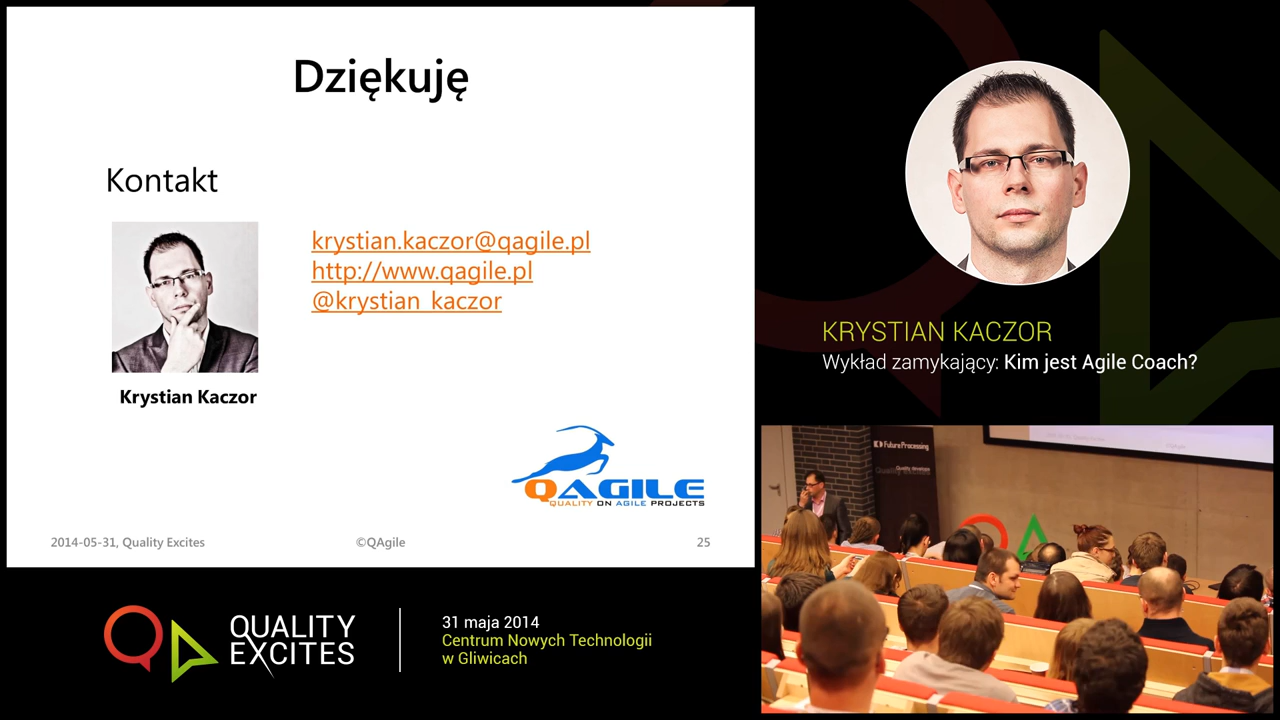 Dziękuję
Kontakt
krystian.kaczor@qagile.pl
http://www.qagile.pl
@krystian_kaczor
Krystian Kaczor
QAGILE
QUALITY ON AGILE PROJECTS
2014-05-31, Quality Excites
©QAgile
25
KRYSTIAN KACZOR
Wykład zamykający: Kim jest Agile Coach?
Future Processing
QUALITY
EXCITES
31 maja 2014
Centrum Nowych Technologii
w Gliwicach